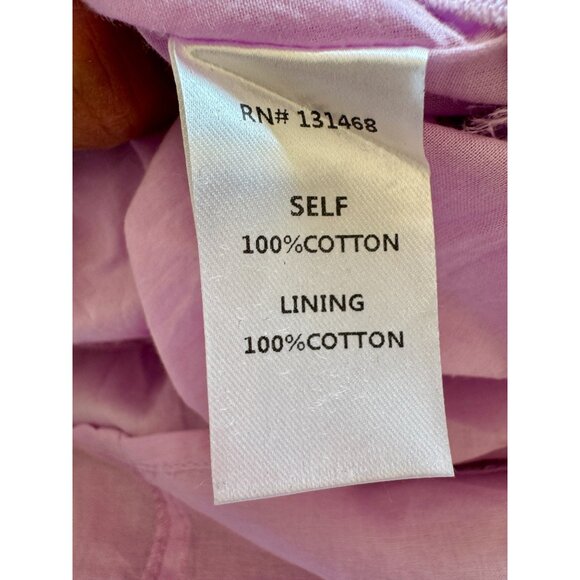 RN# 131468
SELF
100%COTTON
LINING
100%COTTON